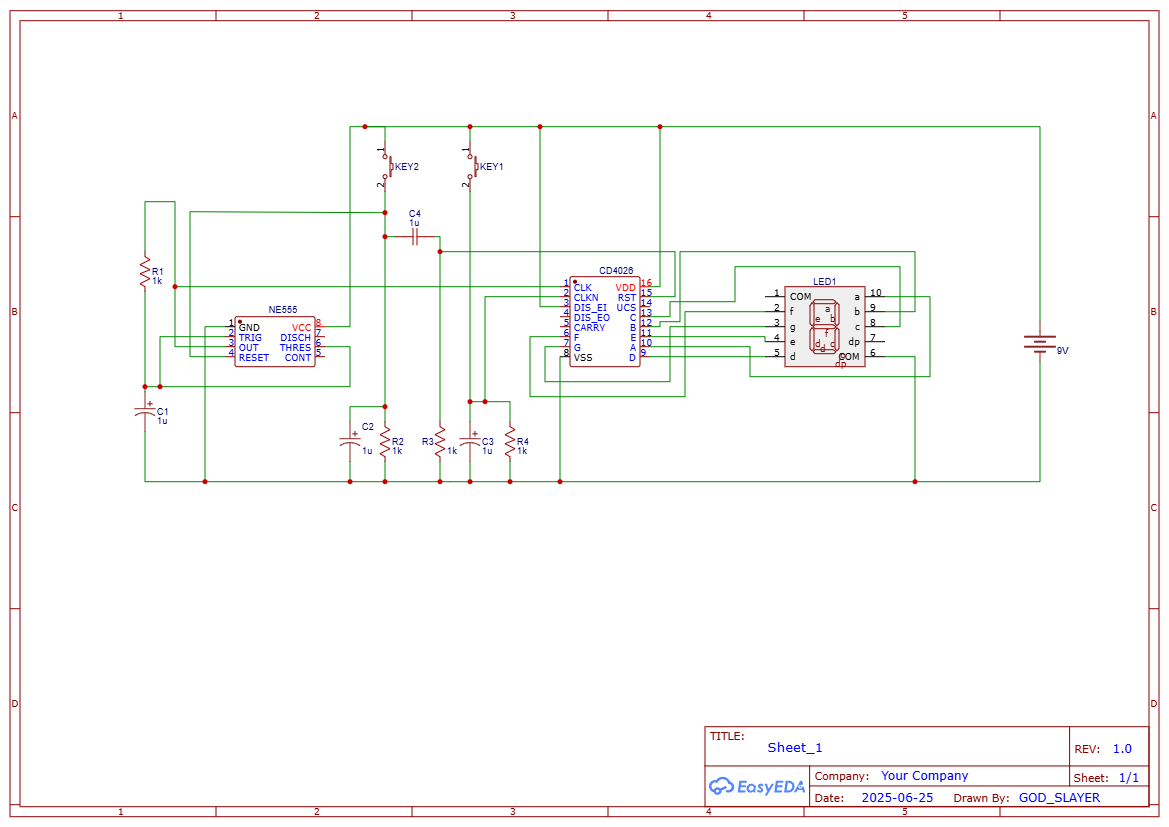 1 2 3 4 5
A A
KEY2 KEY1
1 1
2 2
C4
1u
R1
1k
CD4026
1 CLK VDD 16
2 CLKN RST 15
3 DIS_EI UCS 14
4 DIS_EO C 13
5 CARRY B 12
6 F E 11
7 G A 10
8 VSS D 9
LED1
1 COM a 10
2 f b 9
3 g c 8
4 e dp 7
5 d COM 6
a
e b
f
d c
d
dp
B B
NE555
1 GND VCC 8
2 TRIG DISCH 7
3 OUT THRES 6
4 RESET CONT 5
9V
C1
1u
C2
1u
R2
1k
R3
1k
C3
1u
R4
1k
C C
D D
TITLE:
Sheet_1
REV: 1.0
EasyEDA
Company: Your Company
Sheet: 1/1
Date: 2025-06-25 Drawn By: GOD_SLAYER
1 2 3 4 5